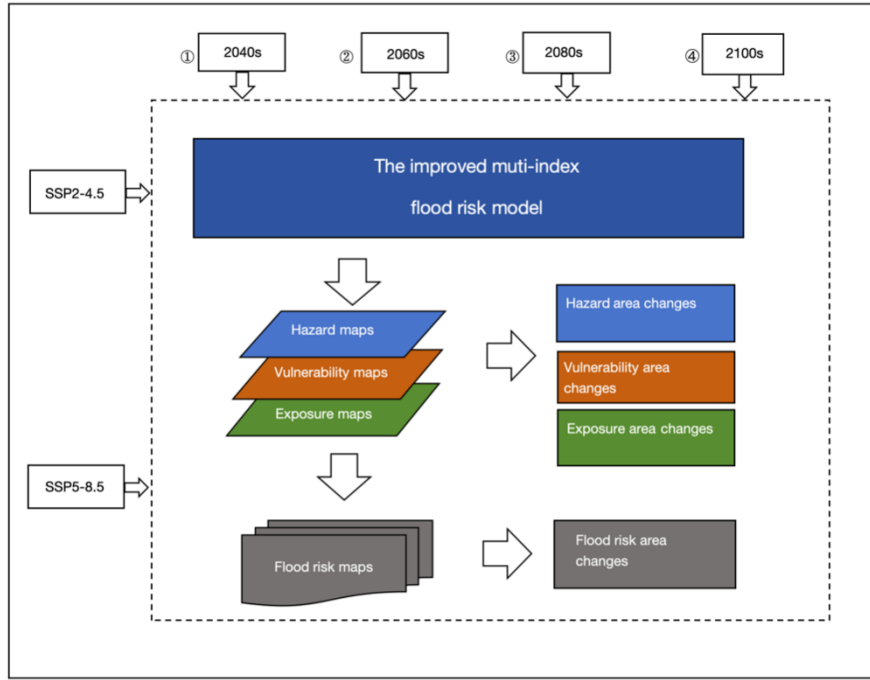 ① 2040s ② 2060s ③ 2080s ④ 2100s
SSP2-4.5
The improved muti-index
flood risk model
Hazard maps
Vulnerability maps
Exposure maps
Hazard area changes
Vulnerability area
changes
Exposure area changes
SSP5-8.5
Flood risk maps
Flood risk area
changes